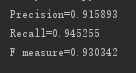 Precision=0.915893
Recall=0.945255
F measure=0.930342